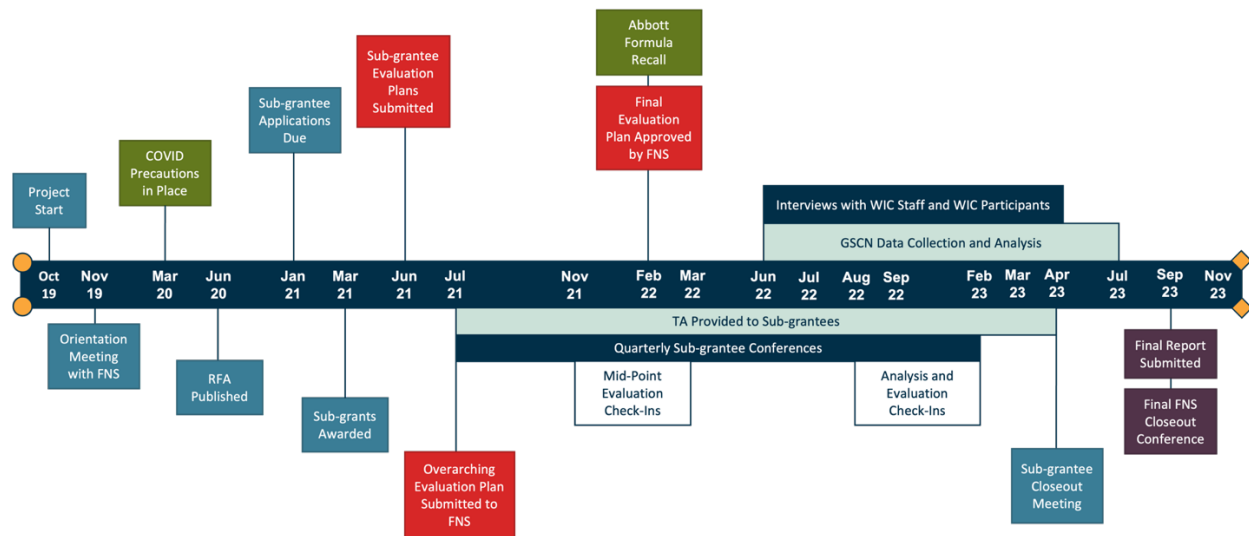 Abbott
Formula
Recall
Sub-grantee
Evaluation
Plans
Submitted
Sub-grantee
Applications
Due
Final
Evaluation
Plan Approved
by FNS
COVID
Precautions
in Place
Project
Start
Interviews with WIC Staff and WIC Participants
GSCN Data Collection and Analysis
Oct
19
Nov
19
Mar
20
Jun
20
Jan
21
Mar
21
Jun
21
Jul
21
Nov
21
Feb
22
Mar
22
Jun
22
Jul
22
Aug
22
Sep
22
Feb
23
Mar
23
Apr
23
Jul
23
Sep
23
Nov
23
TA Provided to Sub-grantees
Quarterly Sub-grantee Conferences
Orientation
Meeting
with FNS
RFA
Published
Sub-grants
Awarded
Mid-Point
Evaluation
Check-Ins
Analysis and
Evaluation
Check-Ins
Final Report
Submitted
Final FNS
Closeout
Conference
Overarching
Evaluation Plan
Submitted to
FNS
Sub-grantee
Closeout
Meeting